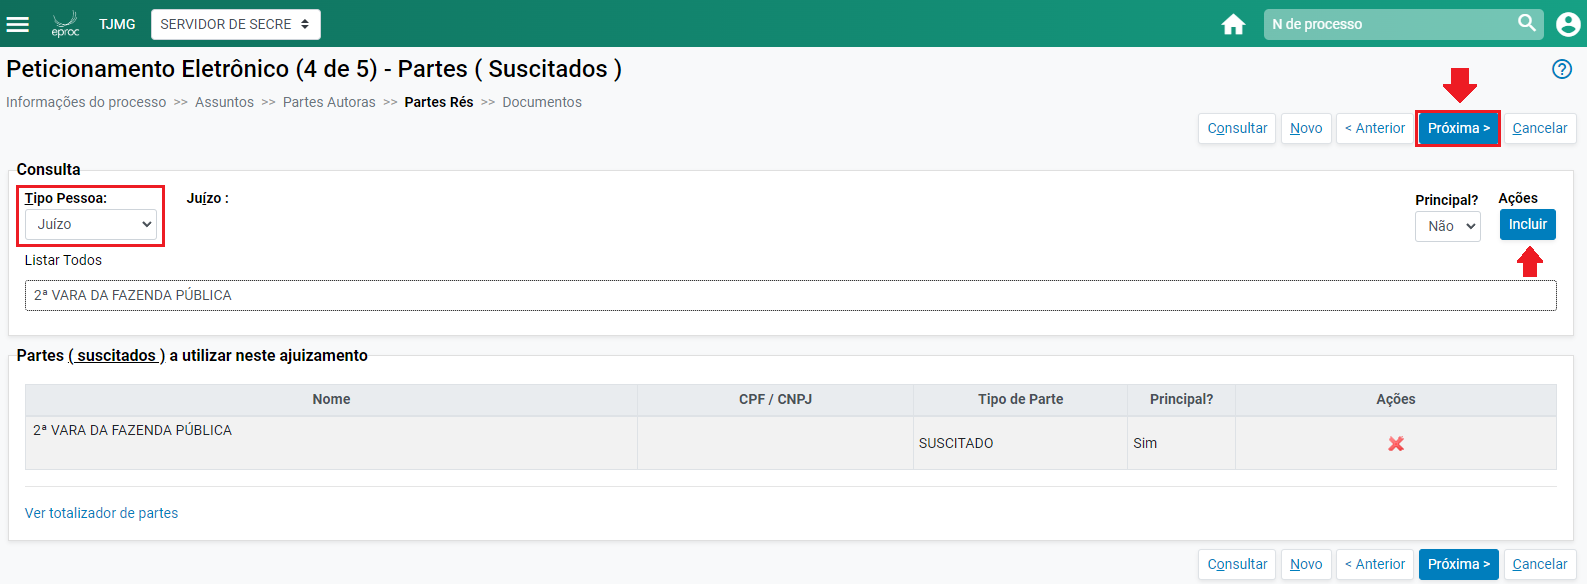 eproc TJMG SERVIDOR DE SECRE N de processo
Peticionamento Eletrônico (4 de 5) - Partes ( Suscitados )
Informações do processo >> Assuntos >> Partes Autoras >> Partes Rés >> Documentos
Consultar Novo < Anterior Próxima > Cancelar
Consulta
Tipo Pessoa: Juízo : Principal? Ações
Juízo Não Incluir
Listar Todos
2ª VARA DA FAZENDA PÚBLICA
Partes ( suscitados ) a utilizar neste ajuizamento
Nome CPF / CNPJ Tipo de Parte Principal? Ações
2ª VARA DA FAZENDA PÚBLICA
SUSCITADO Sim
Ver totalizador de partes
Consultar Novo < Anterior Próxima > Cancelar